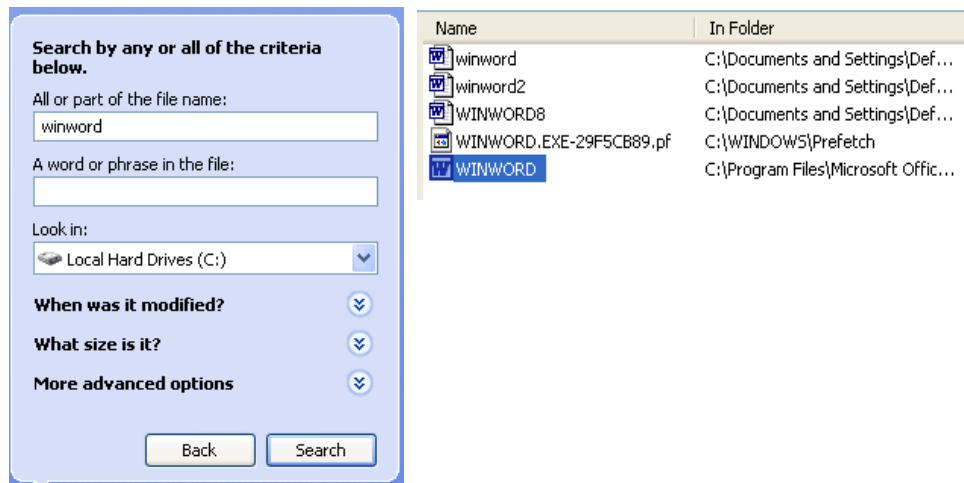 Search by any or all of the criteria
below.
All or part of the file name:
winword
A word or phrase in the file:
Look in:
Local Hard Drives (C:)
When was it modified?
What size is it?
More advanced options
Back Search
Name In Folder
winword C:\Documents and Settings\Def...
winword2 C:\Documents and Settings\Def...
WINWORD8 C:\Documents and Settings\Def...
WINWORD.EXE-29F5CB89.pf C:\WINDOWS\Prefetch
WINWORD C:\Program Files\Microsoft Offic...